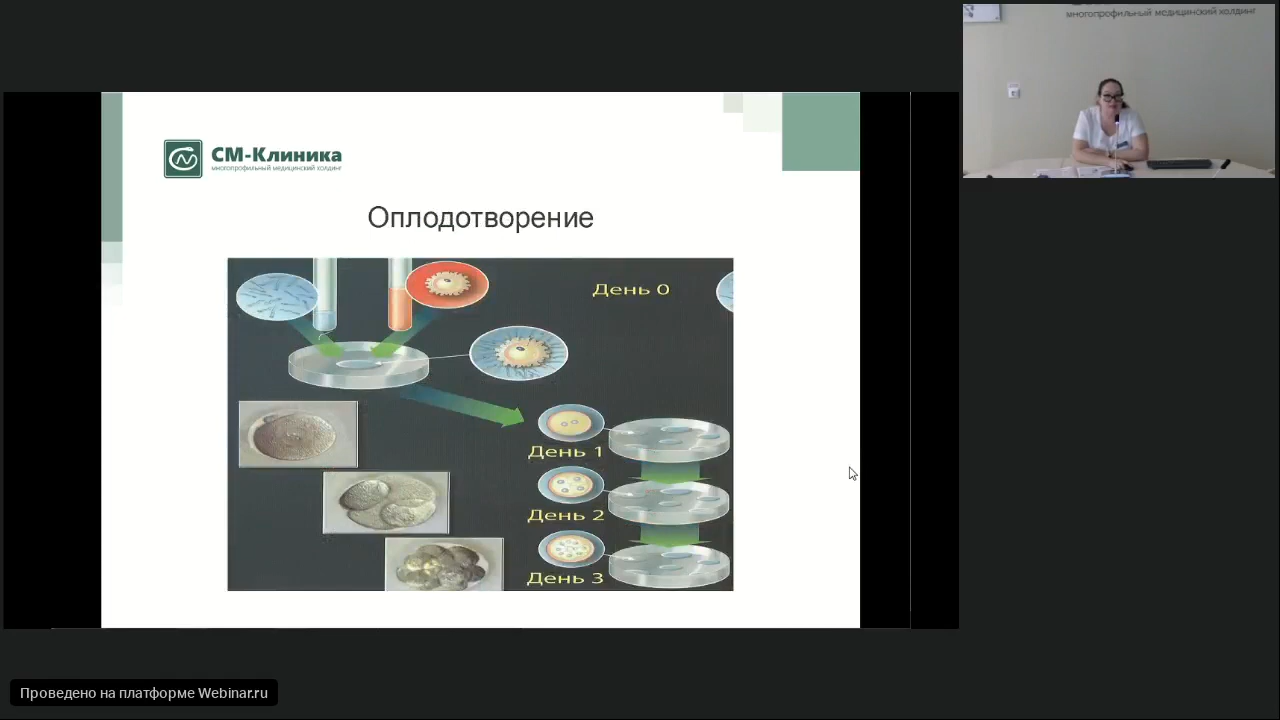 многопрофильный медицинский холдинг
СМ-Клиника
многопрофильный медицинский холдинг
Оплодотворение
День 0
День 1
День 2
День 3
Проведено на платформе Webinar.ru